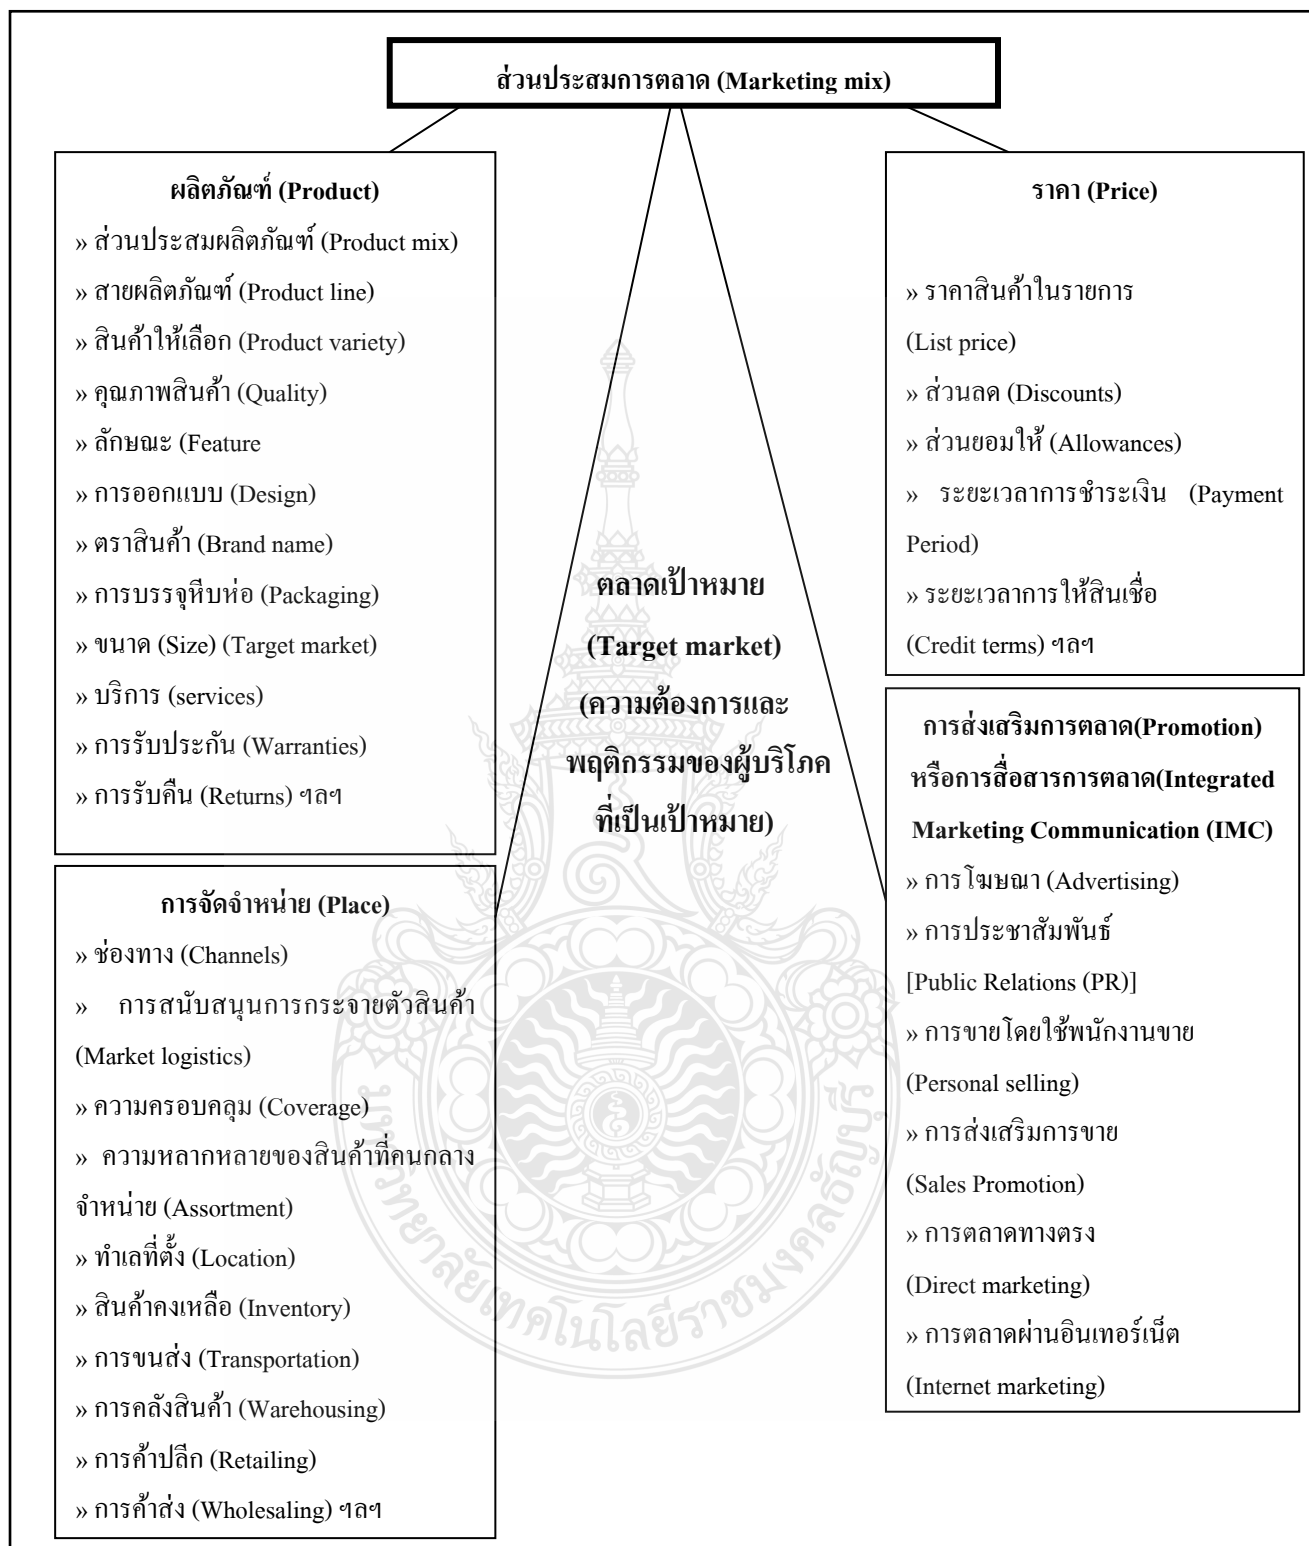 ส่วนประสมการตลาด (Marketing mix)
ผลิตภัณฑ์ (Product)
» ส่วนประสมผลิตภัณฑ์ (Product mix)
» สายผลิตภัณฑ์ (Product line)
» สินค้าให้เลือก (Product variety)
» คุณภาพสินค้า (Quality)
» ลักษณะ (Feature
» การออกแบบ (Design)
» ตราสินค้า (Brand name)
» การบรรจุหีบห่อ (Packaging)
» ขนาด (Size) (Target market)
» บริการ (services)
» การรับประกัน (Warranties)
» การรับคืน (Returns) ฯลฯ
ราคา (Price)
» ราคาสินค้าในรายการ
(List price)
» ส่วนลด (Discounts)
» ส่วนยอมให้ (Allowances)
» ระยะเวลาการชำระเงิน (Payment
Period)
» ระยะเวลาการให้สินเชื่อ
(Credit terms) ฯลฯ
ตลาดเป้าหมาย
(Target market)
(ความต้องการและ
พฤติกรรมของผู้บริโภค
ที่เป็นเป้าหมาย)
การจัดจำหน่าย (Place)
» ช่องทาง (Channels)
» การสนับสนุนการกระจายตัวสินค้า
(Market logistics)
» ความครอบคลุม (Coverage)
» ความหลากหลายของสินค้าที่คนกลาง
จำหน่าย (Assortment)
» ทำเลที่ตั้ง (Location)
» สินค้าคงเหลือ (Inventory)
» การขนส่ง (Transportation)
» การคลังสินค้า (Warehousing)
» การค้าปลีก (Retailing)
» การค้าส่ง (Wholesaling) ฯลฯ
การส่งเสริมการตลาด(Promotion)
หรือการสื่อสารการตลาด(Integrated
Marketing Communication (IMC)
» การโฆษณา (Advertising)
» การประชาสัมพันธ์
[Public Relations (PR)]
» การขายโดยใช้พนักงานขาย
(Personal selling)
» การส่งเสริมการขาย
(Sales Promotion)
» การตลาดทางตรง
(Direct marketing)
» การตลาดผ่านอินเทอร์เน็ต
(Internet marketing)
มหาวิทยาลัยเทคโนโลยีราชมงคลธัญบุรี